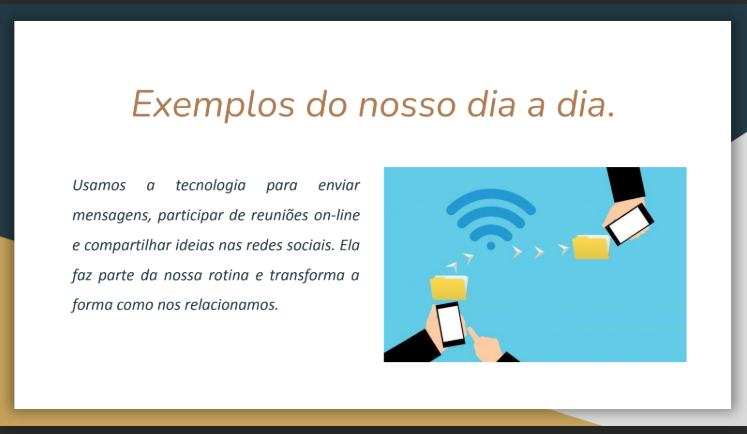 Exemplos do nosso dia a dia.
Usamos a tecnologia para enviar
mensagens, participar de reuniões on-line
e compartilhar ideias nas redes sociais. Ela
faz parte da nossa rotina e transforma a
forma como nos relacionamos.